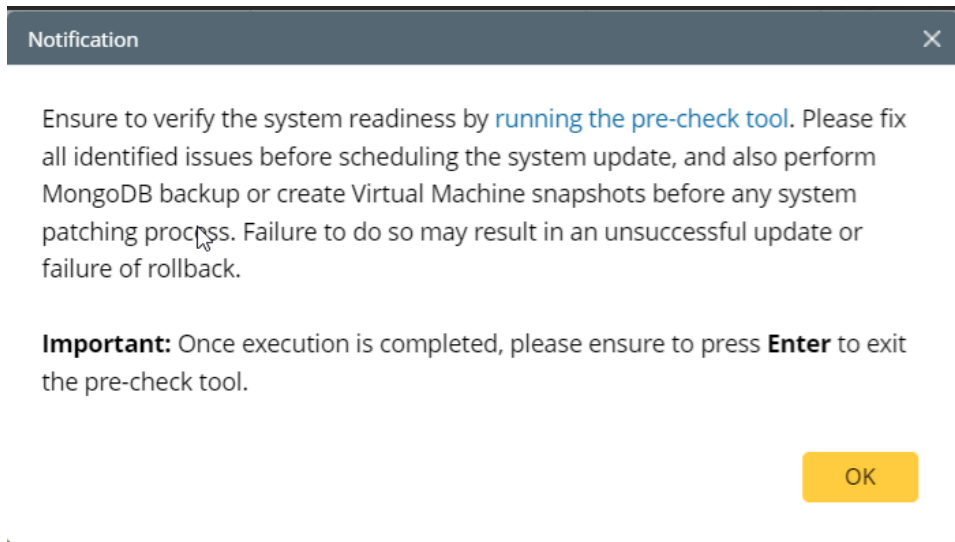 Notification
Ensure to verify the system readiness by running the pre-check tool. Please fix
all identified issues before scheduling the system update, and also perform
MongoDB backup or create Virtual Machine snapshots before any system
patching process. Failure to do so may result in an unsuccessful update or
failure of rollback.
Important: Once execution is completed, please ensure to press Enter to exit
the pre-check tool.
OK